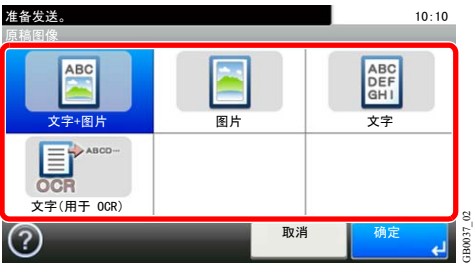 准备发送。
10:10
原稿图像
ABC
文字+图片
图片
ABC
DEF
GHI
文字
ABCD…
OCR
文字(用于 OCR)
?
取消
确定
GB0037_02